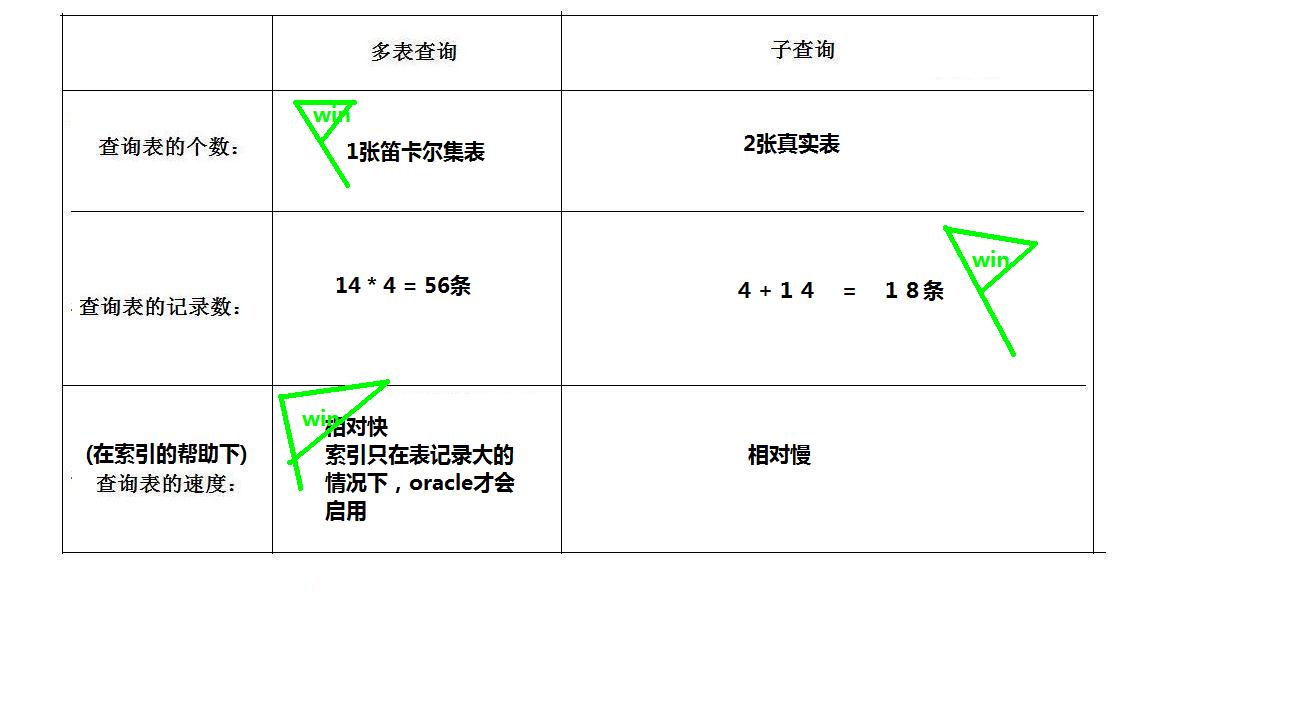 多表查询
子查询
查询表的个数：
win
1张笛卡尔集表
2张真实表
查询表的记录数：
14 * 4 = 56条
４＋１４　＝　１８条
win
(在索引的帮助下)
查询表的速度：
win
相对快
索引只在表记录大的
情况下，oracle才会
启用
相对慢